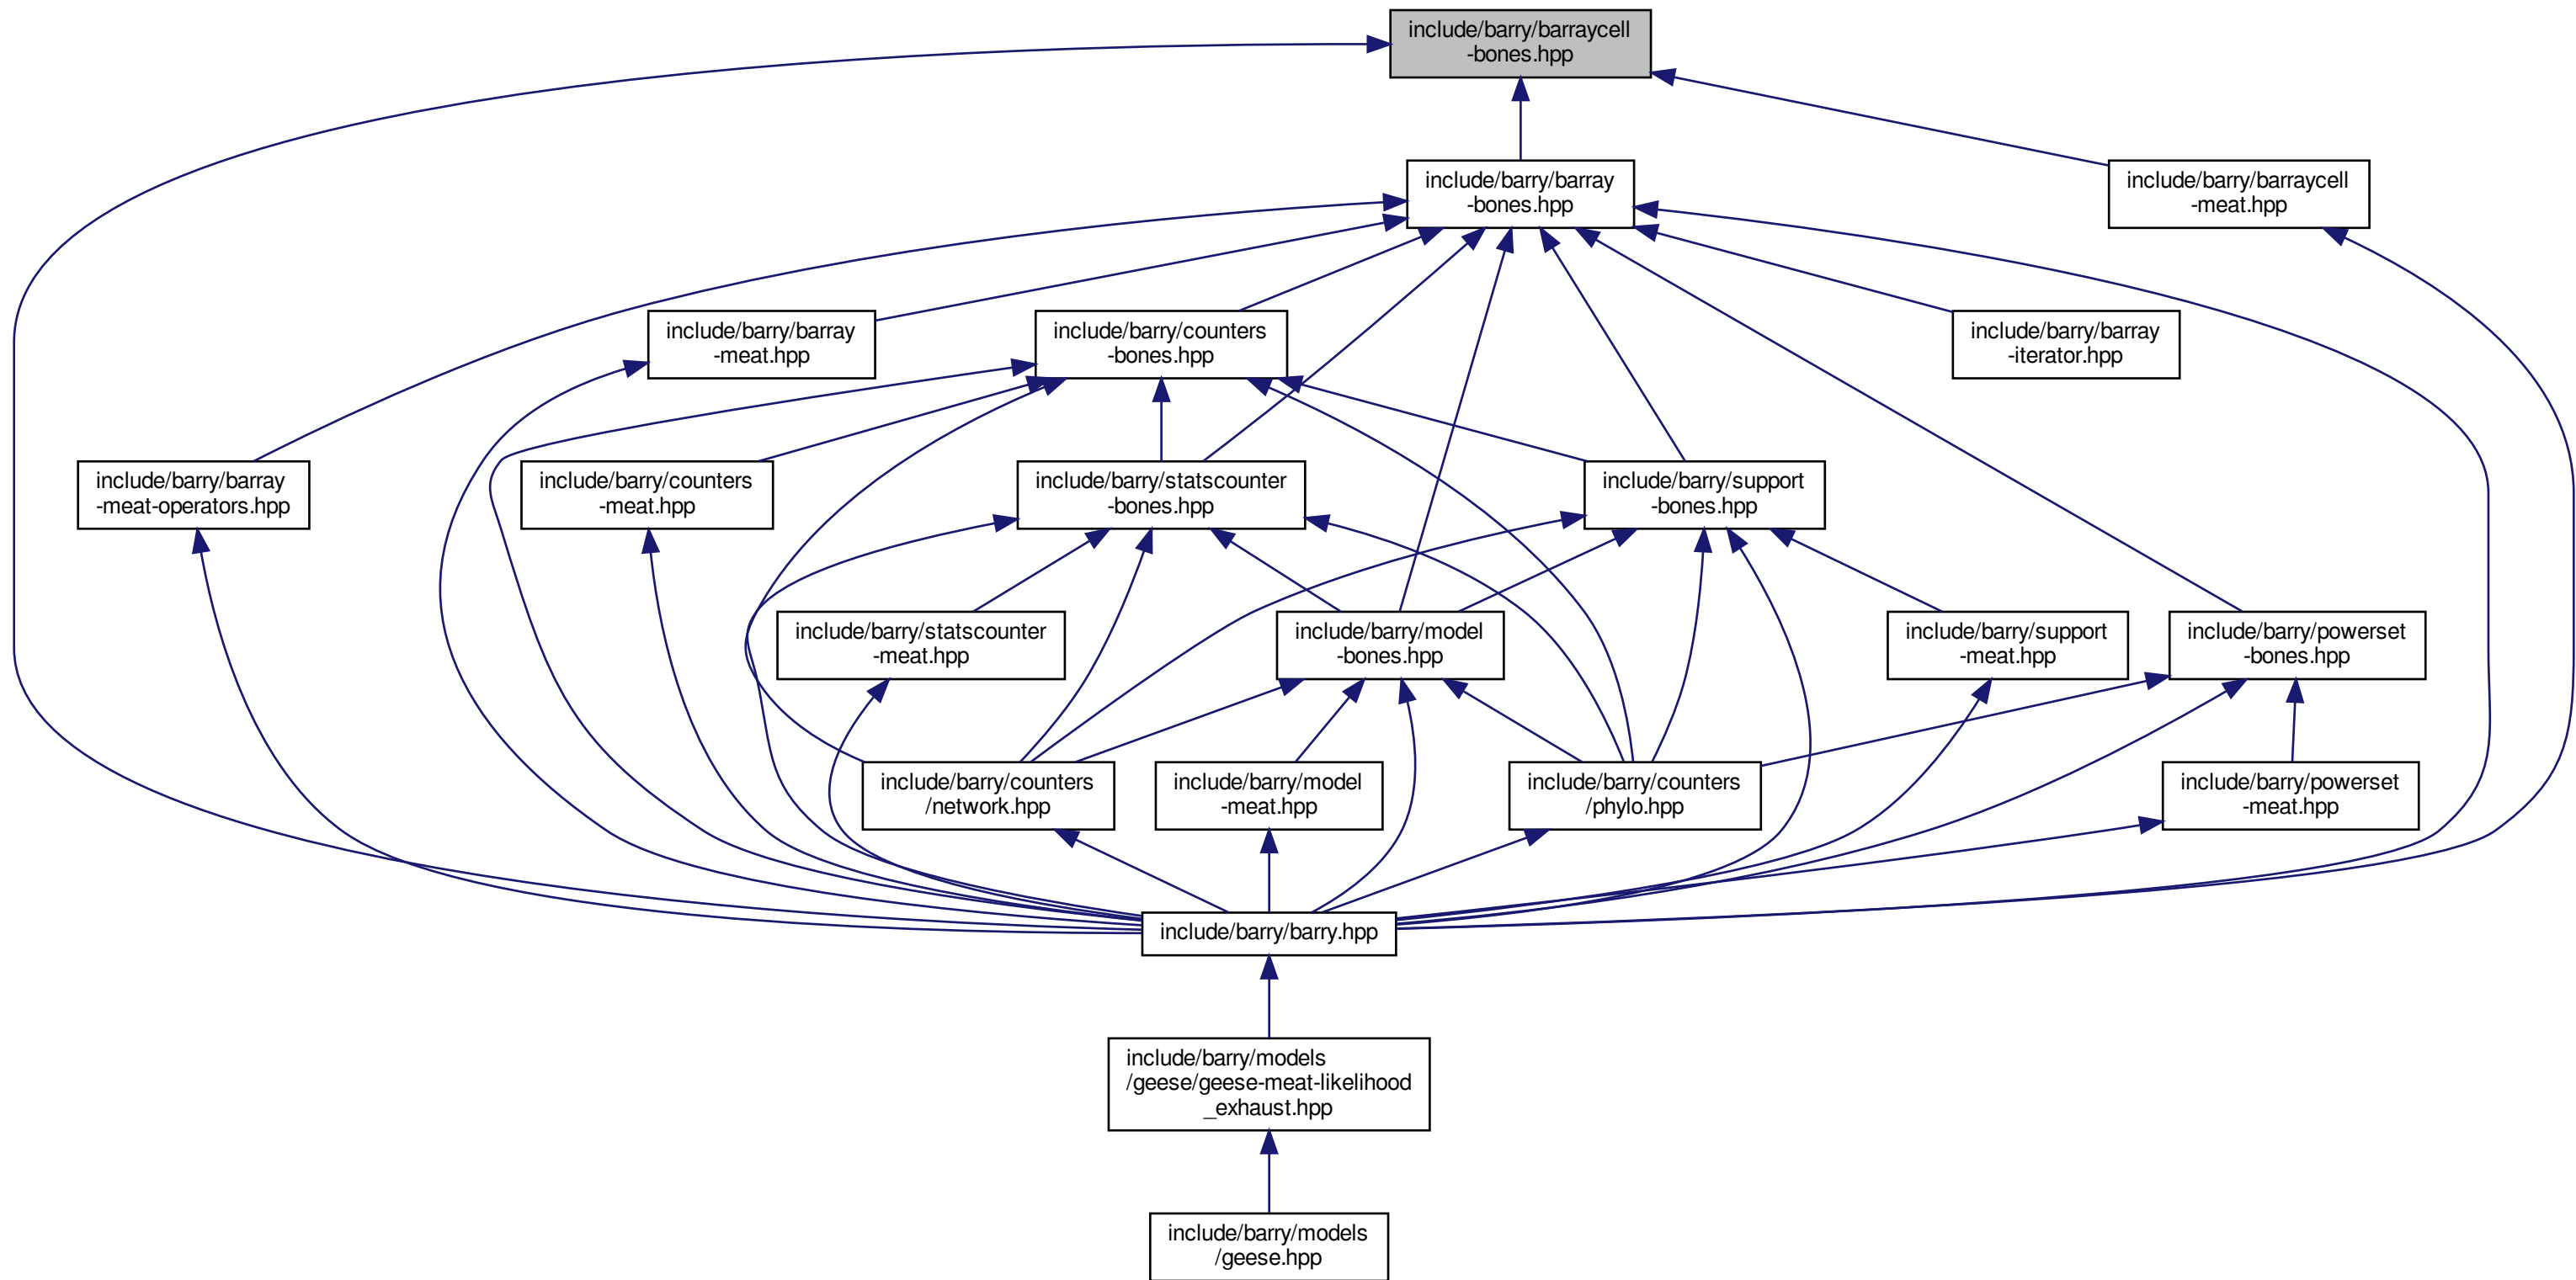 include/barry/barraycell
-bones.hpp
include/barry/barray
-bones.hpp
include/barry/barraycell
-meat.hpp
include/barry/barray
-meat.hpp
include/barry/counters
-bones.hpp
include/barry/barray
-iterator.hpp
include/barry/barray
-meat-operators.hpp
include/barry/counters
-meat.hpp
include/barry/statscounter
-bones.hpp
include/barry/support
-bones.hpp
include/barry/statscounter
-meat.hpp
include/barry/model
-bones.hpp
include/barry/support
-meat.hpp
include/barry/powerset
-bones.hpp
include/barry/counters
/network.hpp
include/barry/model
-meat.hpp
include/barry/counters
/phylo.hpp
include/barry/powerset
-meat.hpp
include/barry/barry.hpp
include/barry/models
/geese/geese-meat-likelihood
_exhaust.hpp
include/barry/models
/geese.hpp